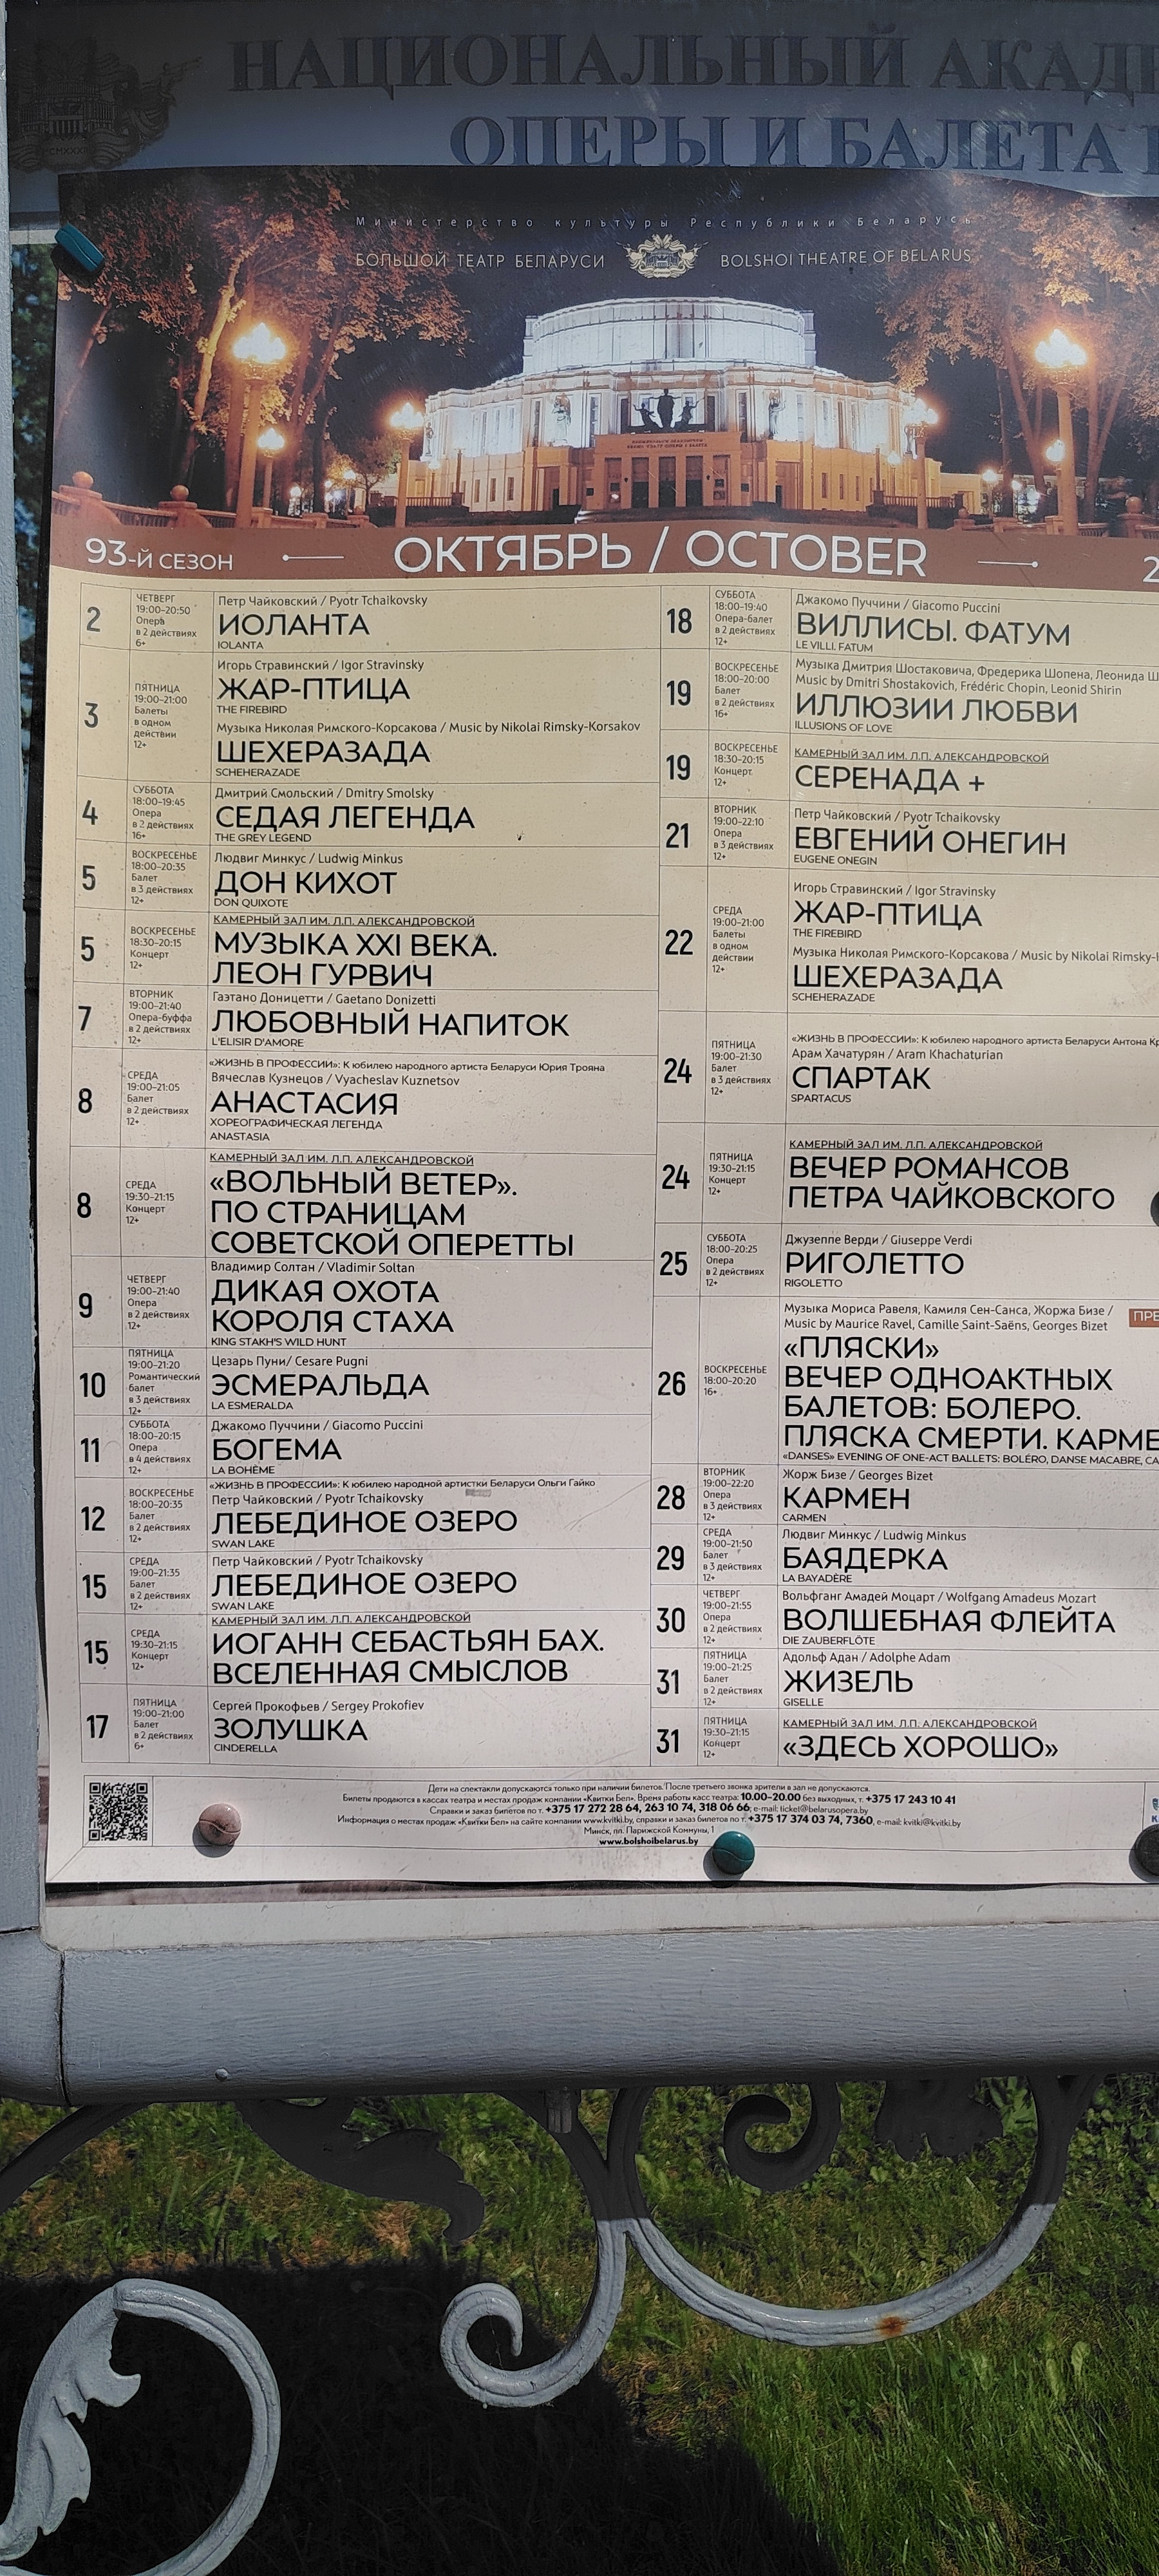 НАЦИОНАЛЬНЫЙ
ОПЕРЫ И БАЛЕТА
Министерство культуры Республики Беларусь
БОЛЬШОЙ ТЕАТР БЕЛАРУСИ
BOLSHOI THEATRE OF BELARUS
93-Й СЕЗОН
ОКТЯБРЬ / OCTOBER
2
ЧЕТВЕРГ
19:00-20:50
Опера
в 2 действиях
6+
Петр Чайковский / Pyotr Tchaikovsky
ИОЛАНТА
IOLANTA
3
ПЯТНИЦА
19:00-21:00
Балеты
в одном
действии
12+
Игорь Стравинский / Igor Stravinsky
ЖАР-ПТИЦА
THE FIREBIRD
Музыка Николая Римского-Корсакова / Music by Nikolai Rimsky-Korsakov
ШЕХЕРАЗАДА
SCHEHERAZADE
4
СУББОТА
18:00-19:45
Опера
в 2 действиях
16+
Дмитрий Смольский / Dmitry Smolsky
СЕДАЯ ЛЕГЕНДА
THE GREY LEGEND
5
ВОСКРЕСЕНЬЕ
18:00-20:35
Балет
в 3 действиях
12+
Людвиг Минкус / Ludwig Minkus
ДОН КИХОТ
DON QUIXOTE
5
ВОСКРЕСЕНЬЕ
18:30-20:15
Концерт
12+
КАМЕРНЫЙ ЗАЛ ИМ. Л.П. АЛЕКСАНДРОВСКОЙ
МУЗЫКА XXI ВЕКА.
ЛЕОН ГУРВИЧ
7
ВТОРНИК
19:00-21:40
Опера-буффа
в 2 действиях
12+
Гаэтано Доницетти / Gaetano Donizetti
ЛЮБОВНЫЙ НАПИТОК
L'ELISIR D'AMORE
8
СРЕДА
19:00-21:05
Балет
в 2 действиях
12+
«ЖИЗНЬ В ПРОФЕССИИ»: К юбилею народного артиста Беларуси Юрия Трояна
Вячеслав Кузнецов / Vyacheslav Kuznetsov
АНАСТАСИЯ
ХОРЕОГРАФИЧЕСКАЯ ЛЕГЕНДА
ANASTASIA
8
СРЕДА
19:30-21:15
Концерт
12+
КАМЕРНЫЙ ЗАЛ ИМ. Л.П. АЛЕКСАНДРОВСКОЙ
«ВОЛЬНЫЙ ВЕТЕР».
ПО СТРАНИЦАМ
СОВЕТСКОЙ ОПЕРЕТТЫ
9
ЧЕТВЕРГ
19:00-21:40
Опера
в 2 действиях
12+
Владимир Солтан / Vladimir Soltan
ДИКАЯ ОХОТА
КОРОЛЯ СТАХА
KING STAKH'S WILD HUNT
10
ПЯТНИЦА
19:00-21:20
Романтический
балет
в 3 действиях
12+
Цезарь Пуни/ Cesare Pugni
ЭСМЕРАЛЬДА
LA ESMERALDA
11
СУББОТА
18:00-20:15
Опера
в 4 действиях
12+
Джакомо Пуччини / Giacomo Puccini
БОГЕМА
LA BOHÈME
12
ВОСКРЕСЕНЬЕ
18:00-20:35
Балет
в 2 действиях
12+
«ЖИЗНЬ В ПРОФЕССИИ»: К юбилею народной артистки Беларуси Ольги Гайко
Петр Чайковский / Pyotr Tchaikovsky
ЛЕБЕДИНОЕ ОЗЕРО
SWAN LAKE
15
СРЕДА
19:00-21:35
Балет
в 2 действиях
12+
Петр Чайковский / Pyotr Tchaikovsky
ЛЕБЕДИНОЕ ОЗЕРО
SWAN LAKE
15
СРЕДА
19:30-21:15
Концерт
12+
КАМЕРНЫЙ ЗАЛ ИМ. Л.П. АЛЕКСАНДРОВСКОЙ
ИОГАНН СЕБАСТЬЯН БАХ.
ВСЕЛЕННАЯ СМЫСЛОВ
17
ПЯТНИЦА
19:00-21:00
Балет
в 2 действиях
6+
Сергей Прокофьев / Sergey Prokofiev
ЗОЛУШКА
CINDERELLA
18
СУББОТА
18:00-19:40
Опера-балет
в 2 действиях
12+
Джакомо Пуччини / Giacomo Puccini
ВИЛЛИСЫ. ФАТУМ
LE VILLI. FATUM
19
ВОСКРЕСЕНЬЕ
18:00-20:00
Балет
в 2 действиях
16+
Музыка Дмитрия Шостаковича, Фредерика Шопена, Леонида
Music by Dmitri Shostakovich, Frédéric Chopin, Leonid Shirin
ИЛЛЮЗИИ ЛЮБВИ
ILLUSIONS OF LOVE
19
ВОСКРЕСЕНЬЕ
18:30-20:15
Концерт.
12+
КАМЕРНЫЙ ЗАЛ ИМ. Л.П. АЛЕКСАНДРОВСКОЙ
СЕРЕНАДА +
21
ВТОРНИК
19:00-22:10
Опера
в 3 действиях
12+
Петр Чайковский / Pyotr Tchaikovsky
ЕВГЕНИЙ ОНЕГИН
EUGENE ONEGIN
22
СРЕДА
19:00-21:00
Балеты
в одном
действии
12+
Игорь Стравинский / Igor Stravinsky
ЖАР-ПТИЦА
THE FIREBIRD
Музыка Николая Римского-Корсакова / Music by Nikolai
ШЕХЕРАЗАДА
SCHEHERAZADE
24
ПЯТНИЦА
19:00-21:30
Балет
в 3 действиях
12+
«ЖИЗНЬ В ПРОФЕССИИ»: К юбилею народного артиста Беларуси Антона
Арам Хачатурян / Aram Khachaturian
СПАРТАК
SPARTACUS
24
ПЯТНИЦА
19:30-21:15
Концерт
12+
КАМЕРНЫЙ ЗАЛ ИМ. Л.П. АЛЕКСАНДРОВСКОЙ
ВЕЧЕР РОМАНСОВ
ПЕТРА ЧАЙКОВСКОГО
25
СУББОТА
18:00-20:25
Опера
в 2 действиях
12+
Джузеппе Верди / Giuseppe Verdi
РИГОЛЕТТО
RIGOLETTO
26
ВОСКРЕСЕНЬЕ
18:00-20:20
16+
Музыка Мориса Равеля, Камиля Сен-Санса, Жоржа Бизе /
Music by Maurice Ravel, Camille Saint-Saëns, Georges Bizet
«ПЛЯСКИ»
ВЕЧЕР ОДНОАКТНЫХ
БАЛЕТОВ: БОЛЕРО.
ПЛЯСКА СМЕРТИ. КАРМЕ
«DANSES» EVENING OF ONE-ACT BALLETS: BOLÉRO, DANSE MACABRE,
28
ВТОРНИК
19:00-22:20
Опера
в 3 действиях
12+
Жорж Бизе / Georges Bizet
КАРМЕН
CARMEN
29
СРЕДА
19:00-21:50
Балет
в 3 действиях
12+
Людвиг Минкус / Ludwig Minkus
БАЯДЕРКА
LA BAYADÈRE
30
ЧЕТВЕРГ
19:00-21:55
Опера
в 2 действиях
12+
Вольфганг Амадей Моцарт / Wolfgang Amadeus Mozart
ВОЛШЕБНАЯ ФЛЕЙТА
DIE ZAUBERFLÖTE
31
ПЯТНИЦА
19:00-21:25
Балет
в 2 действиях
12+
Адольф Адан / Adolphe Adam
ЖИЗЕЛЬ
GISELLE
31
ПЯТНИЦА
19:30-21:15
Концерт
12+
КАМЕРНЫЙ ЗАЛ ИМ. Л.П. АЛЕКСАНДРОВСКОЙ
«ЗДЕСЬ ХОРОШО»
Дети на спектакли допускаются только при наличии билетов. После третьего звонка зрители в зал не допускаются.
Билеты продаются в кассах театра и местах продаж компании «Квитки Бел». Время работы касс театра: 10.00-20.00 без выходных, т. +375 17 243 10 41
Справки и заказ билетов по т. +375 17 272 28 64, 263 10 74, 318 06 66, e-mail: ticket@belarusopera.by
Информация о местах продаж «Квитки Бел» на сайте компании www.kvitki.by, справки и заказ билетов по т. +375 17 374 03 74, 7360, e-mail: kvitki@kvitki.by
Минск, пл. Парижской Коммуны, 1
www.bolshoibelarus.by